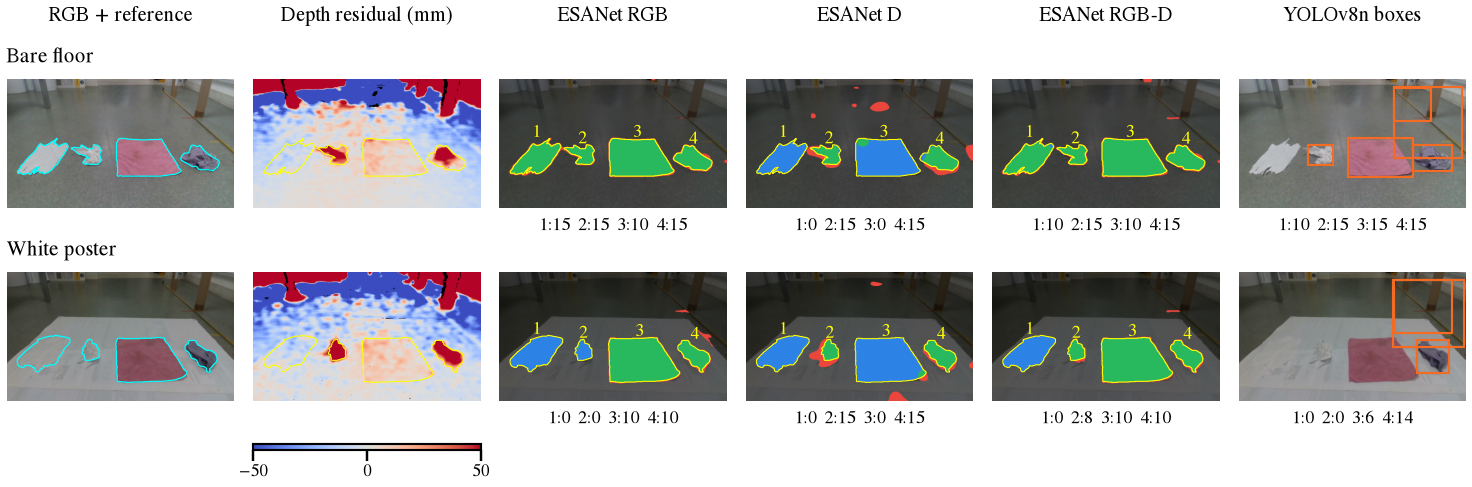 RGB + reference Depth residual (mm) ESANet RGB ESANet D ESANet RGB-D YOLOv8n boxes
Bare floor
1 2 3 4 1 2 3 4 1 2 3 4
1:15 2:15 3:10 4:15 1:0 2:15 3:0 4:15 1:10 2:15 3:10 4:15 1:10 2:15 3:15 4:15
White poster
1 2 3 4 1 2 3 4 1 2 3 4
1:0 2:0 3:10 4:10 1:0 2:15 3:0 4:15 1:0 2:8 3:10 4:10 1:0 2:0 3:6 4:14
−50 0 50